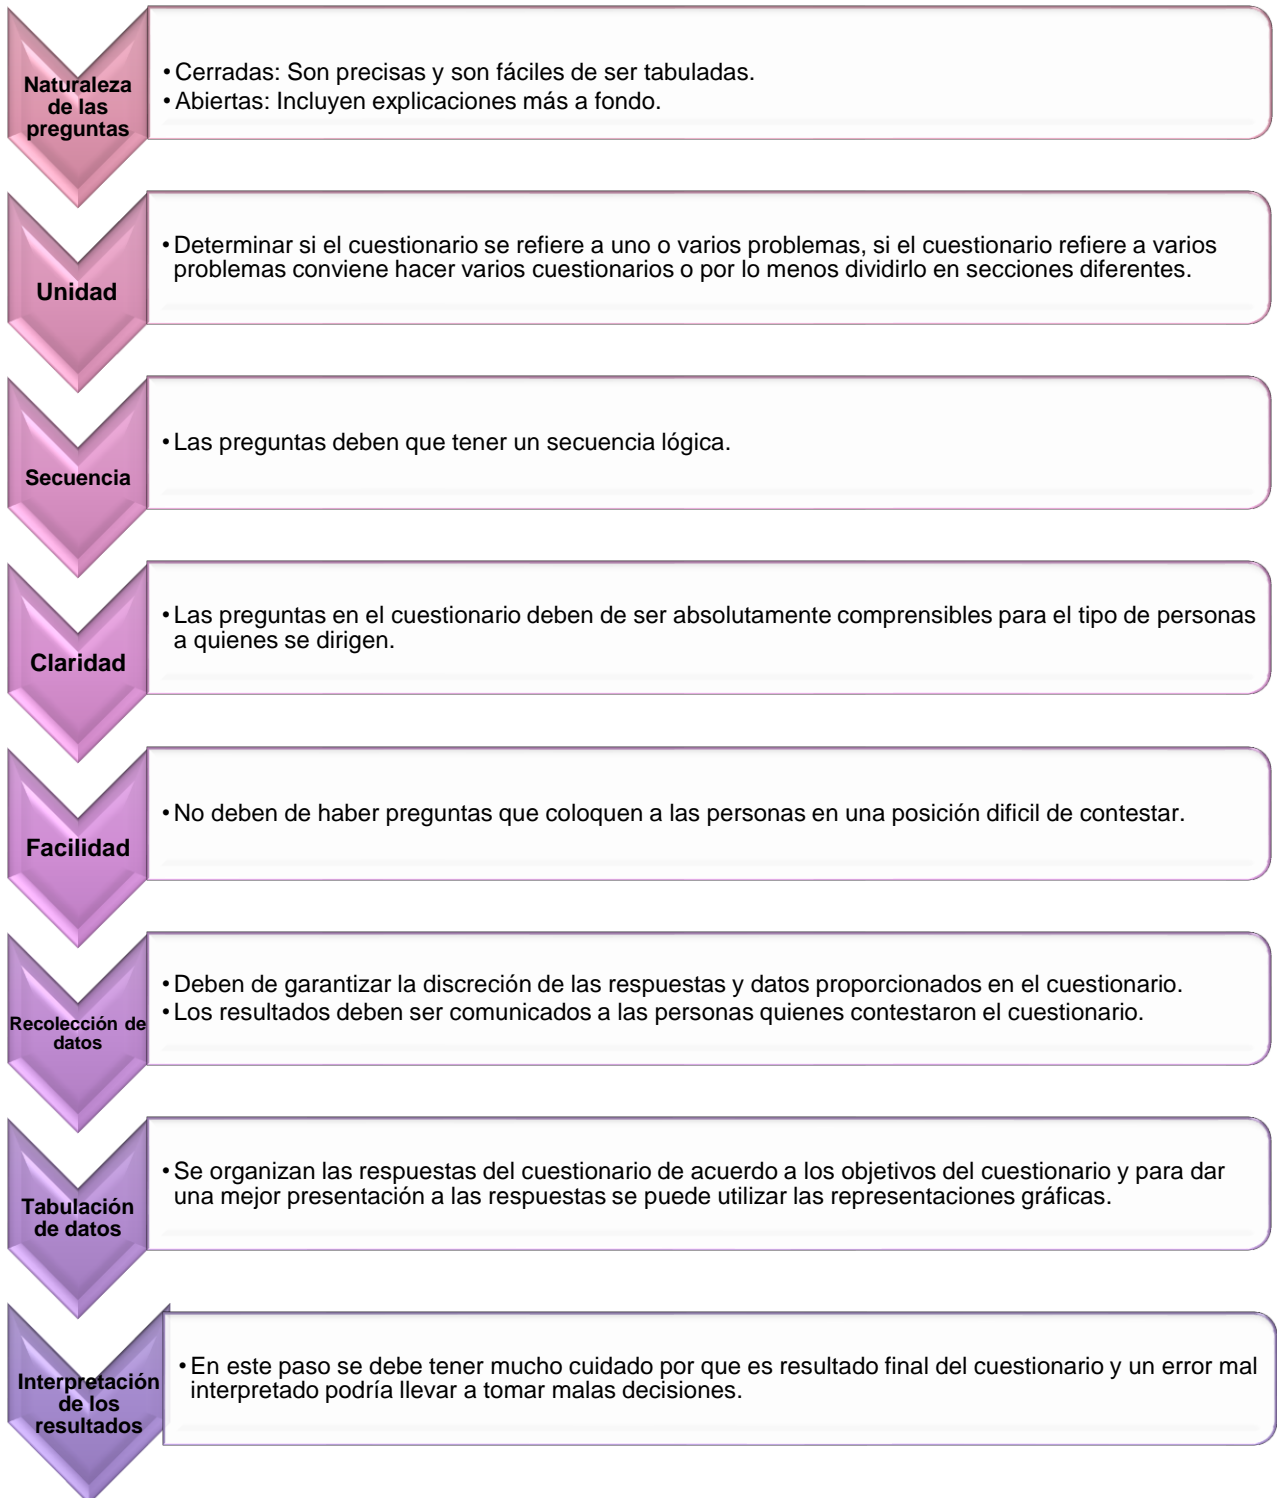 Naturaleza
de las
preguntas
• Cerradas: Son precisas y son fáciles de ser tabuladas.
• Abiertas: Incluyen explicaciones más a fondo.
Unidad
• Determinar si el cuestionario se refiere a uno o varios problemas, si el cuestionario refiere a varios
problemas conviene hacer varios cuestionarios o por lo menos dividirlo en secciones diferentes.
Secuencia
• Las preguntas deben que tener un secuencia lógica.
Claridad
• Las preguntas en el cuestionario deben de ser absolutamente comprensibles para el tipo de personas
a quienes se dirigen.
Facilidad
• No deben de haber preguntas que coloquen a las personas en una posición dificil de contestar.
Recolección de
datos
• Deben de garantizar la discreción de las respuestas y datos proporcionados en el cuestionario.
• Los resultados deben ser comunicados a las personas quienes contestaron el cuestionario.
Tabulación
de datos
• Se organizan las respuestas del cuestionario de acuerdo a los objetivos del cuestionario y para dar
una mejor presentación a las respuestas se puede utilizar las representaciones gráficas.
Interpretación
de los
resultados
• En este paso se debe tener mucho cuidado por que es resultado final del cuestionario y un error mal
interpretado podría llevar a tomar malas decisiones.